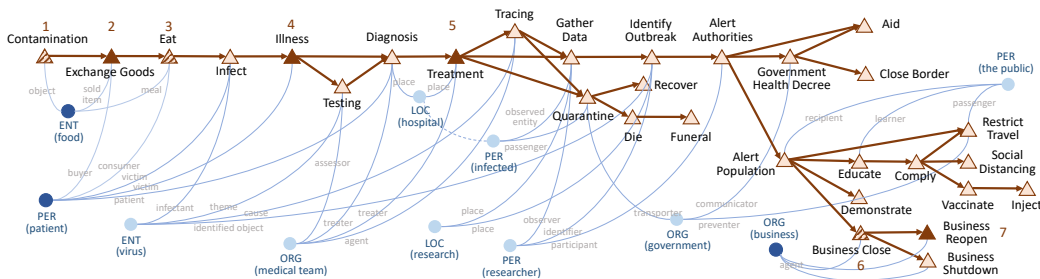 1
Contamination
2
Exchange Goods
3
Eat
Infect
4
Illness
Testing
Diagnosis
5
Treatment
Tracing
Gather
Data
Quarantine
Identify
Outbreak
Recover
Die
Funeral
Alert
Authorities
Government
Health Decree
Aid
Close Border
PER
(the public)
Alert
Population
Educate
Comply
Restrict
Travel
Social
Distancing
Vaccinate
Inject
Demonstrate
Business Close
6
Business
Reopen
7
Business
Shutdown
object
sold
item
meal
ENT
(food)
place
place
LOC
(hospital)
observed
entity
passenger
PER
(infected)
recipient
learner
passenger
buyer
consumer
victim
victim
patient
PER
(patient)
assessor
infectant
theme
cause
identified object
ENT
(virus)
treater
treater
agent
ORG
(medical team)
place
place
LOC
(research)
observer
identifier
participant
PER
(researcher)
transporter
communicator
preventer
ORG
(government)
ORG
(business)
agent